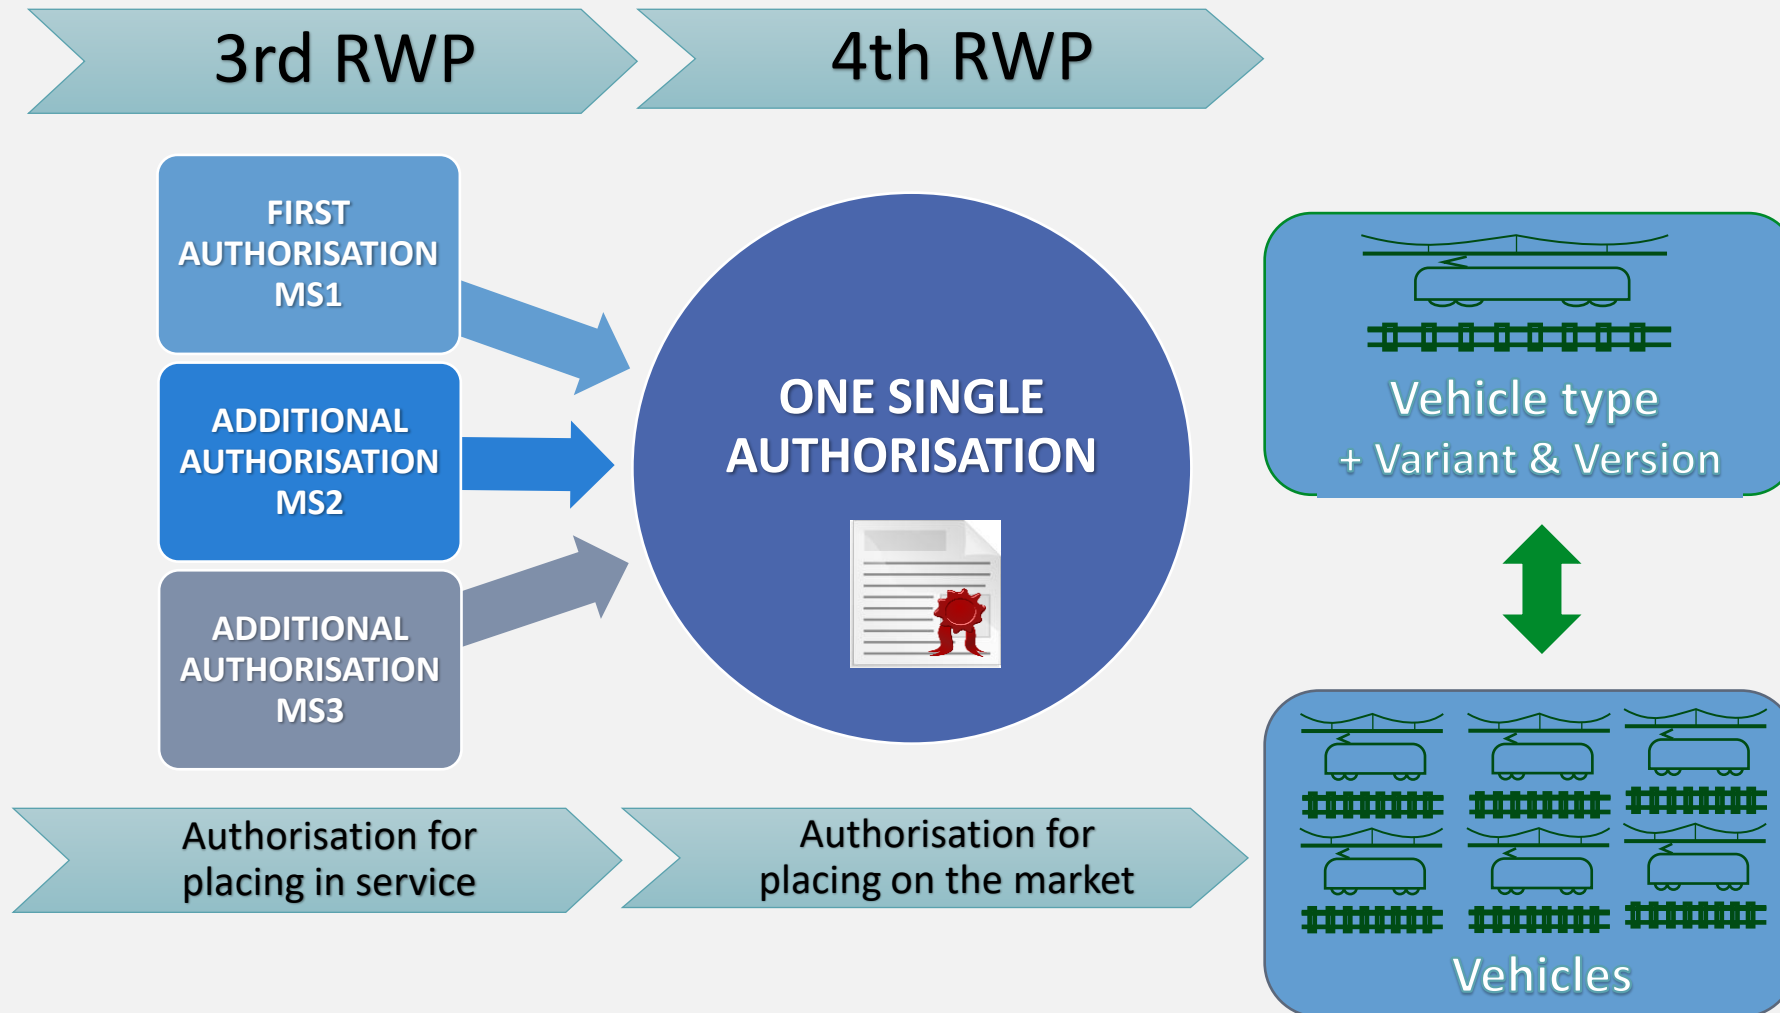 3rd RWP
4th RWP
FIRST
AUTHORISATION
MS1
ADDITIONAL
AUTHORISATION
MS2
ADDITIONAL
AUTHORISATION
MS3
ONE SINGLE
AUTHORISATION
Vehicle type
+ Variant & Version
Vehicles
Authorisation for
placing in service
Authorisation for
placing on the market